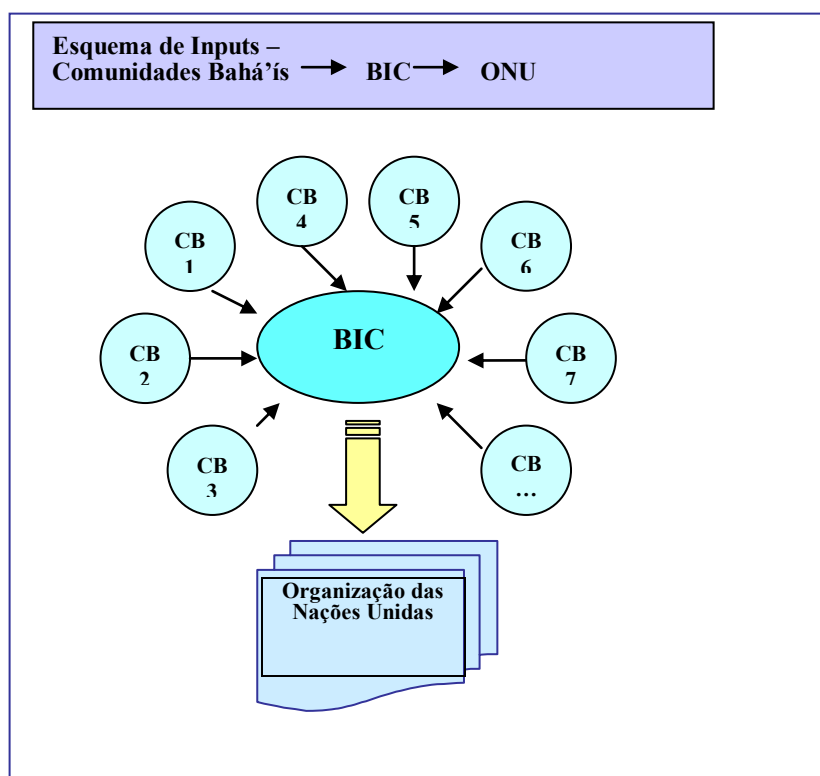 Esquema de Inputs –
Comunidades Bahá’ís → BIC → ONU
CB
4
CB
5
CB
1
CB
6
BIC
CB
2
CB
7
CB
3
CB
…
Organização das
Nações Unidas